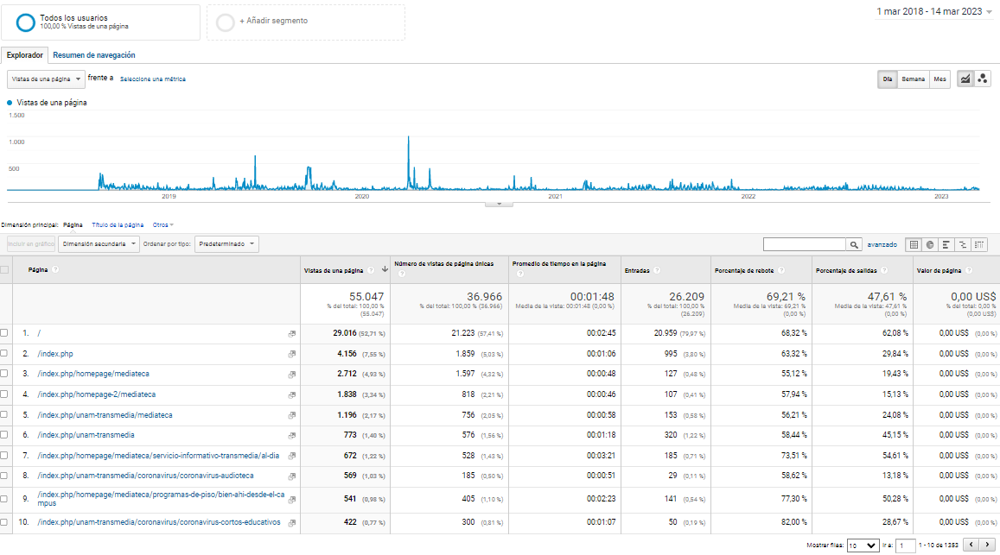 Todos los usuarios
100,00 % Vistas de una página
+ Añadir segmento
1 mar 2018 - 14 mar 2023
Explorador Resumen de navegación
Vistas de una página frente a Seleccione una métrica
Día Semana Mes
Vistas de una página
1.500
1.000
500
2019 2020 2021 2022 2023
Dimensión principal: Página Título de la página Otros
Incluir en gráfico Dimensión secundaria Ordenar por tipo: Predeterminado avanzado
Página ? Vistas de una página ? Número de vistas de página únicas ? Promedio de tiempo en la página ? Entradas ? Porcentaje de rebote ? Porcentaje de salidas ? Valor de página ?
55.047 36.966 00:01:48 26.209 69,21 % 47,61 % 0,00 US$
% del total: 100,00 % (55.047) % del total: 100,00 % (36.966) Media de la vista: 00:01:48 (0,00 %) % del total: 100,00 % (26.209) Media de la vista: 69,21 % (0,00 %) Media de la vista: 47,61 % (0,00 %) % del total: 0,00 % (0,00 US$)
1. / 29.016 (52,71 %) 21.223 (57,41 %) 00:02:45 20.959 (79,97 %) 68,32 % 62,08 % 0,00 US$ (0,00 %)
2. /index.php 4.156 (7,55 %) 1.859 (5,03 %) 00:01:06 995 (3,80 %) 63,32 % 29,84 % 0,00 US$ (0,00 %)
3. /index.php/homepage/mediateca 2.712 (4,93 %) 1.597 (4,32 %) 00:00:48 127 (0,48 %) 55,12 % 19,43 % 0,00 US$ (0,00 %)
4. /index.php/homepage-2/mediateca 1.838 (3,34 %) 818 (2,21 %) 00:00:46 107 (0,41 %) 57,94 % 15,13 % 0,00 US$ (0,00 %)
5. /index.php/unam-transmedia/mediateca 1.196 (2,17 %) 756 (2,05 %) 00:00:58 153 (0,58 %) 56,21 % 24,08 % 0,00 US$ (0,00 %)
6. /index.php/unam-transmedia 773 (1,40 %) 576 (1,56 %) 00:01:18 320 (1,22 %) 58,44 % 45,15 % 0,00 US$ (0,00 %)
7. /index.php/homepage/mediateca/servicio-informativo-transmedia/al-dia 672 (1,22 %) 528 (1,43 %) 00:03:21 185 (0,71 %) 73,51 % 54,61 % 0,00 US$ (0,00 %)
8. /index.php/unam-transmedia/coronavirus/coronavirus-audioteca 569 (1,03 %) 185 (0,50 %) 00:00:51 29 (0,11 %) 58,62 % 13,18 % 0,00 US$ (0,00 %)
9. /index.php/homepage/mediateca/programas-de-piso/bien-ahi-desde-el-ca
mpus 541 (0,98 %) 405 (1,10 %) 00:02:23 141 (0,54 %) 77,30 % 50,28 % 0,00 US$ (0,00 %)
10. /index.php/unam-transmedia/coronavirus/coronavirus-cortos-educativos 422 (0,77 %) 300 (0,81 %) 00:01:07 50 (0,19 %) 82,00 % 28,67 % 0,00 US$ (0,00 %)
Mostrar filas: 10 Ir a: 1 1 - 10 de 1353